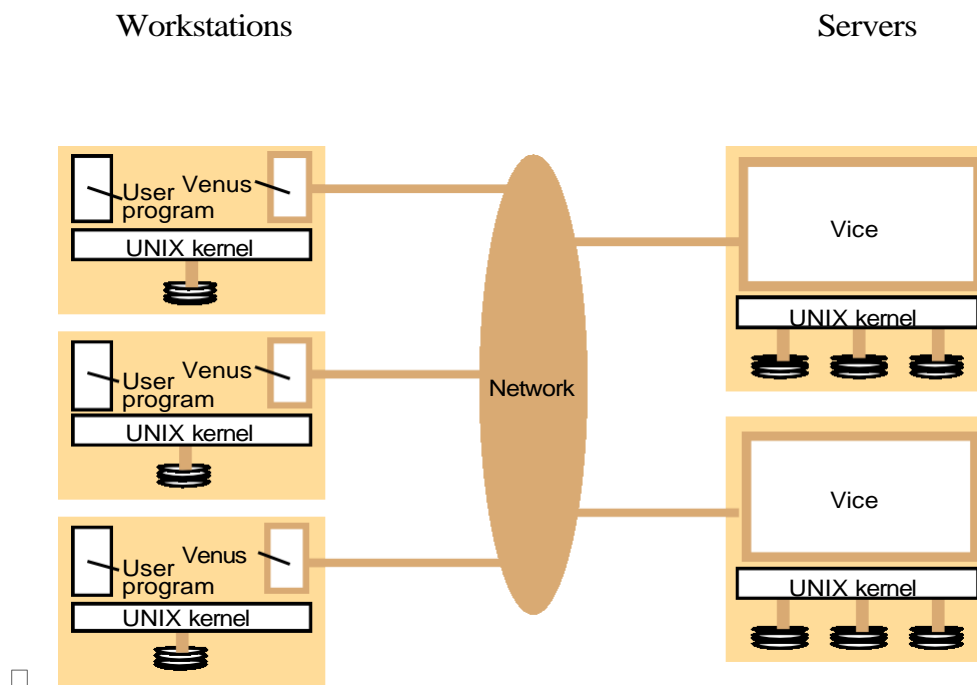 Workstations
Servers
User
program
Venus
UNIX kernel
User
program
Venus
UNIX kernel
User
program
Venus
UNIX kernel
Network
Vice
UNIX kernel
Vice
UNIX kernel